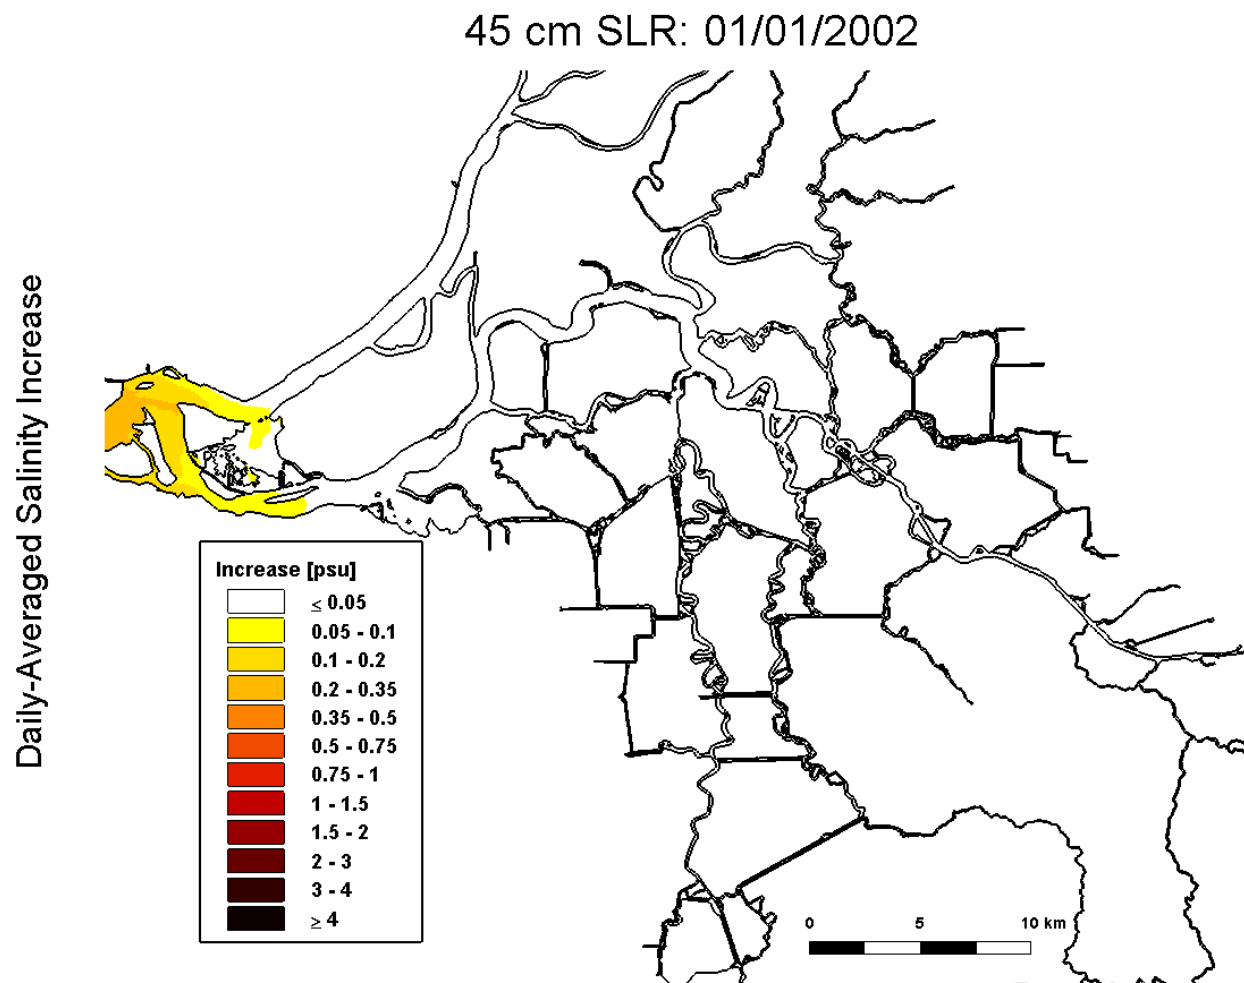 45 cm SLR: 01/01/2002
Daily-Averaged Salinity Increase
Increase [psu]
≤ 0.05
0.05 - 0.1
0.1 - 0.2
0.2 - 0.35
0.35 - 0.5
0.5 - 0.75
0.75 - 1
1 - 1.5
1.5 - 2
2 - 3
3 - 4
≥ 4
0 5 10 km